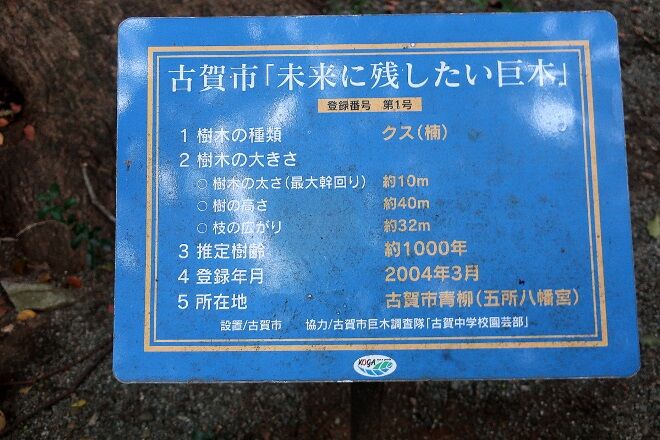 古賀市「未来に残したい巨木」
登録番号 第1号
1 樹木の種類 クス(楠)
2 樹木の大きさ
○ 樹木の太さ(最大幹回り) 約10m
○ 樹の高さ 約40m
○ 枝の広がり 約32m
3 推定樹齢 約1000年
4 登録年月 2004年3月
5 所在地 古賀市青柳(五所八幡宮)
設置/古賀市 協力/古賀市巨木調査隊「古賀中学校園芸部」
KOGA